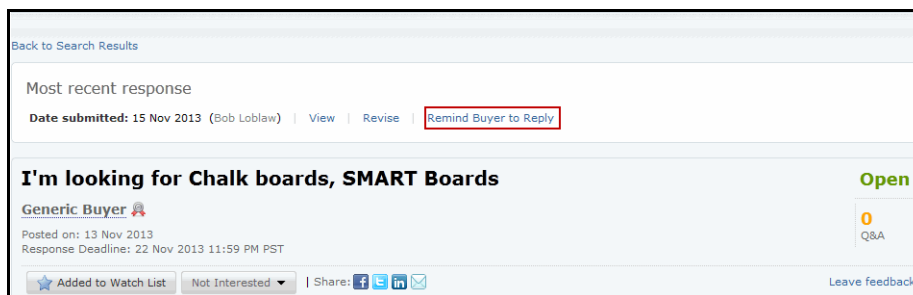 Back to Search Results
Most recent response
Date submitted: 15 Nov 2013 (Bob Loblaw) | View | Revise | Remind Buyer to Reply
I'm looking for Chalk boards, SMART Boards
Open
Generic Buyer
0
Q&A
Posted on: 13 Nov 2013
Response Deadline: 22 Nov 2013 11:59 PM PST
Added to Watch List Not Interested | Share:
Leave feedback